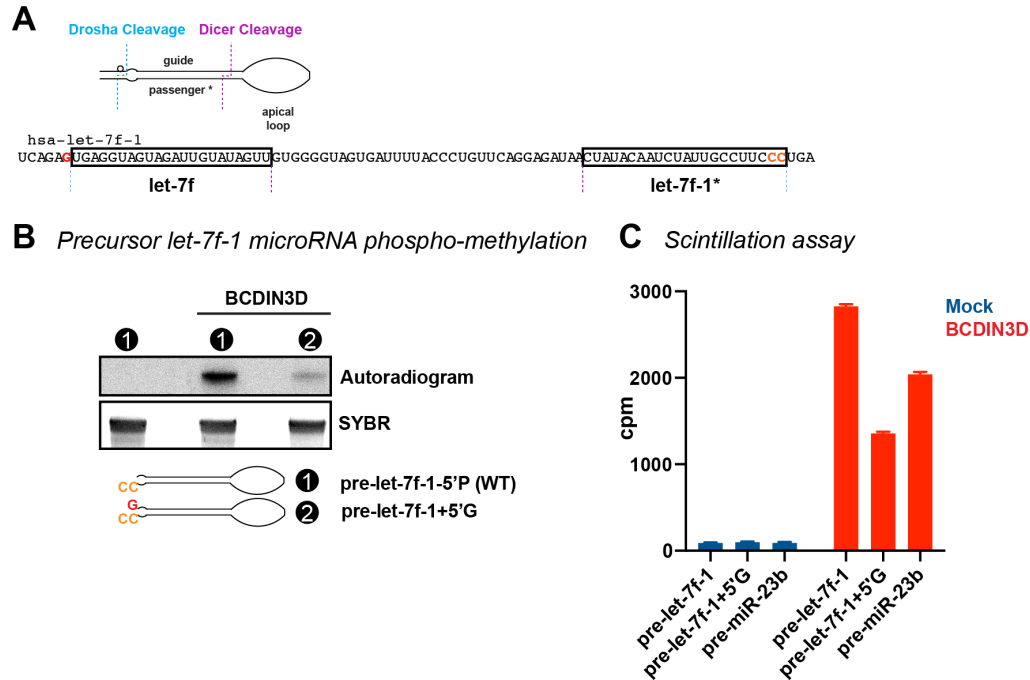 A
Drosha Cleavage
Dicer Cleavage
guide
passenger *
apical
loop
hsa-let-7f-1
UCAGAGUGAGGUAGUAGAUUGUAUAGUUGUGGGGUAGUGAUUUUACCCUGUUCAGGAGAUAACUAUACAAUCUAUUGCCUUCCCUGA
let-7f
let-7f-1*
B
Precursor let-7f-1 microRNA phospho-methylation
BCDIN3D
1
1
2
Autoradiogram
SYBR
CC
1
pre-let-7f-1-5'P (WT)
G
CC
2
pre-let-7f-1+5'G
C
Scintillation assay
3000
2000
1000
0
cpm
Mock
BCDIN3D
pre-let-7f-1
pre-let-7f-1+5'G
pre-miR-23b
pre-let-7f-1
pre-let-7f-1+5'G
pre-miR-23b